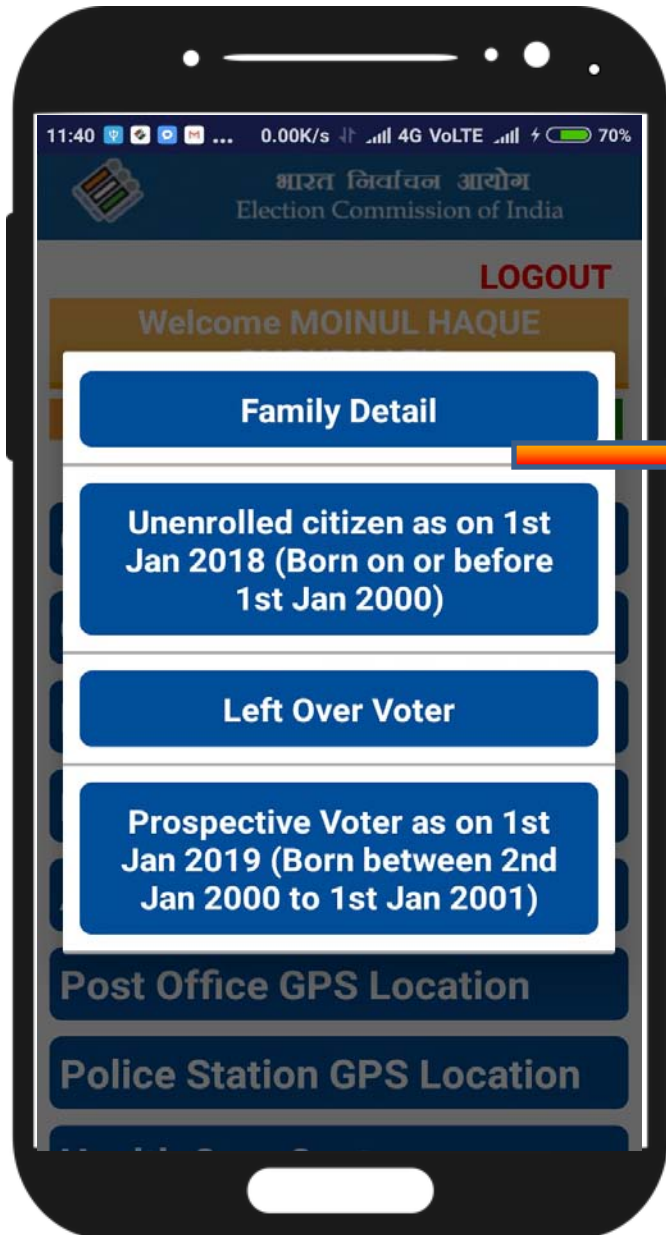 11:40 ... 0.00K/s 4G VoLTE 70%
भारत निर्वाचन आयोग
Election Commission of India
LOGOUT
Welcome MOINUL HAQUE
Family Detail
Unenrolled citizen as on 1st
Jan 2018 (Born on or before
1st Jan 2000)
Left Over Voter
Prospective Voter as on 1st
Jan 2019 (Born between 2nd
Jan 2000 to 1st Jan 2001)
Post Office GPS Location
Police Station GPS Location